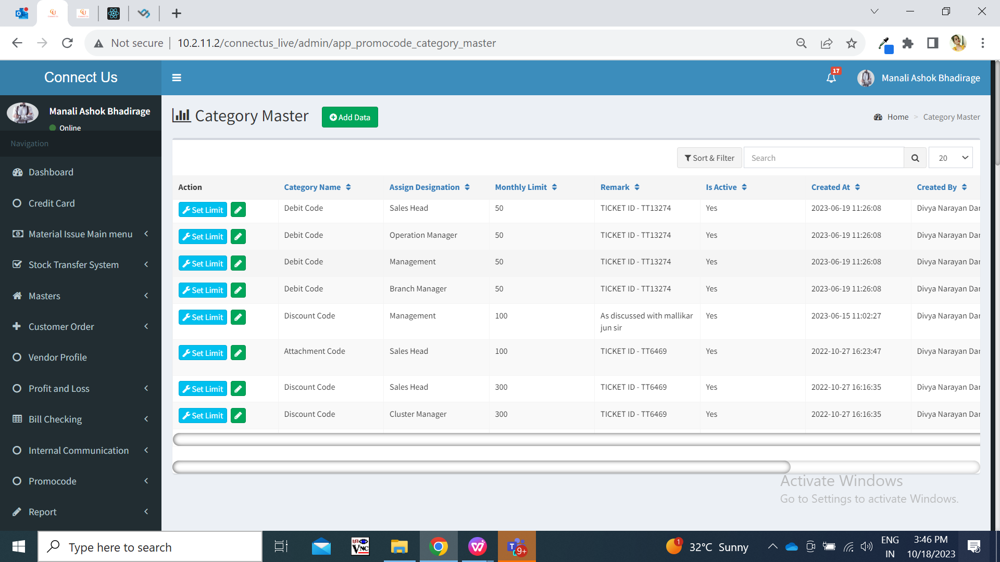 Not secure | 10.2.11.2/connectus_live/admin/app_promocode_category_master
Connect Us
17
Manali Ashok Bhadirage
Manali Ashok Bhadirage
Online
Navigation
Dashboard
Credit Card
Material Issue Main menu
Stock Transfer System
Masters
Customer Order
Vendor Profile
Profit and Loss
Bill Checking
Internal Communication
Promocode
Report
Category Master
Add Data
Home > Category Master
Sort & Filter
Search
20
Action Category Name Assign Designation Monthly Limit Remark Is Active Created At Created By
Set Limit Debit Code Sales Head 50 TICKET ID - TT13274 Yes 2023-06-19 11:26:08 Divya Narayan Dar
Set Limit Debit Code Operation Manager 50 TICKET ID - TT13274 Yes 2023-06-19 11:26:08 Divya Narayan Dar
Set Limit Debit Code Management 50 TICKET ID - TT13274 Yes 2023-06-19 11:26:08 Divya Narayan Dar
Set Limit Debit Code Branch Manager 50 TICKET ID - TT13274 Yes 2023-06-19 11:26:08 Divya Narayan Dar
Set Limit Discount Code Management 100 As discussed with mallikar Yes 2023-06-15 11:02:27 Divya Narayan Dar
jun sir
Set Limit Attachment Code Sales Head 100 TICKET ID - TT6469 Yes 2022-10-27 16:23:47 Divya Narayan Dar
Set Limit Discount Code Sales Head 300 TICKET ID - TT6469 Yes 2022-10-27 16:16:35 Divya Narayan Dar
Set Limit Discount Code Cluster Manager 300 TICKET ID - TT6469 Yes 2022-10-27 16:16:35 Divya Narayan Dar
Activate Windows
Go to Settings to activate Windows.
Type here to search
VNC
T
9+
1
32°C Sunny
ENG
IN
3:46 PM
10/18/2023